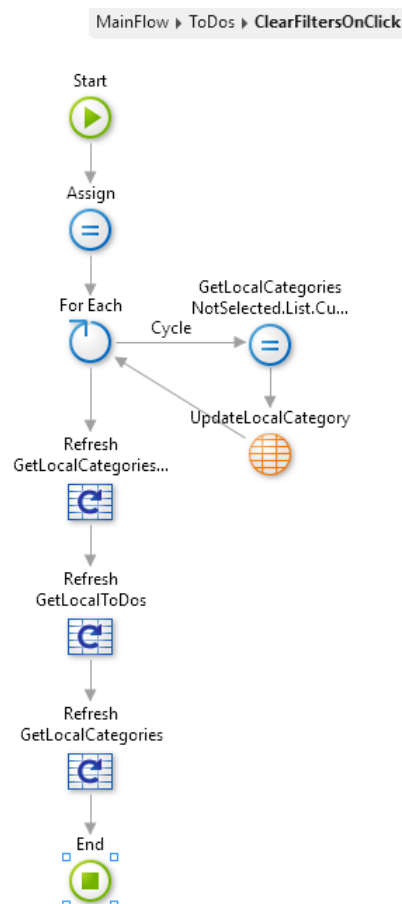 MainFlow ▸ ToDos ▸ ClearFiltersOnClick
Start
Assign
For Each
Cycle
GetLocalCategories
NotSelected.List.Cu...
UpdateLocalCategory
Refresh
GetLocalCategories...
Refresh
GetLocalToDos
Refresh
GetLocalCategories
End